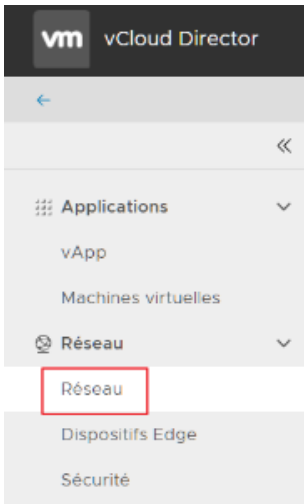 vm vCloud Director
Applications
vApp
Machines virtuelles
Réseau
Réseau
Dispositifs Edge
Sécurité